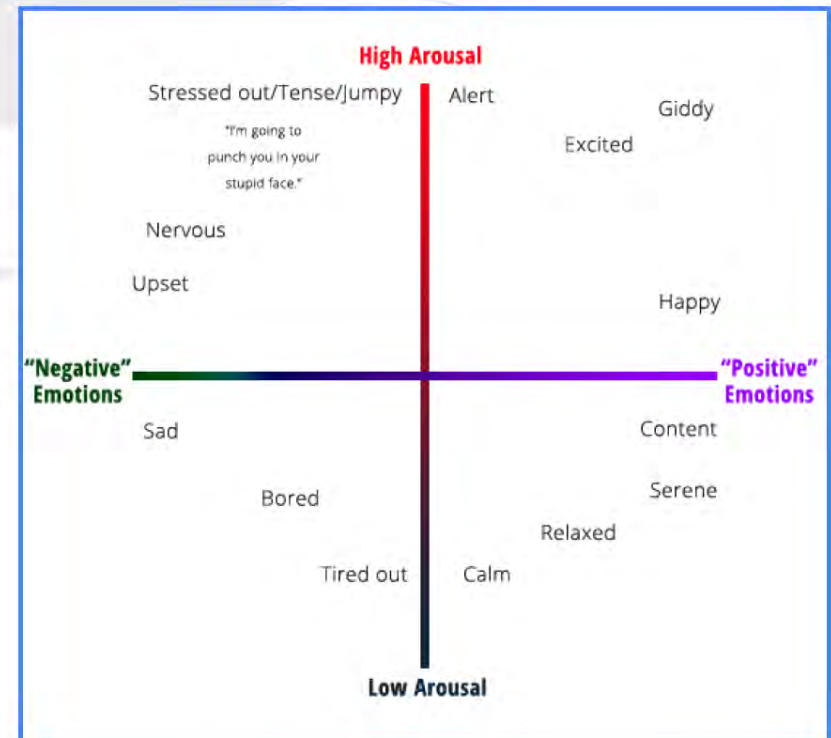 High Arousal
Stressed out/Tense/Jumpy
Alert
Giddy
"I'm going to
punch you in your
stupid face."
Excited
Nervous
Upset
Happy
“Negative”
Emotions
“Positive”
Emotions
Sad
Content
Bored
Serene
Relaxed
Tired out
Calm
Low Arousal